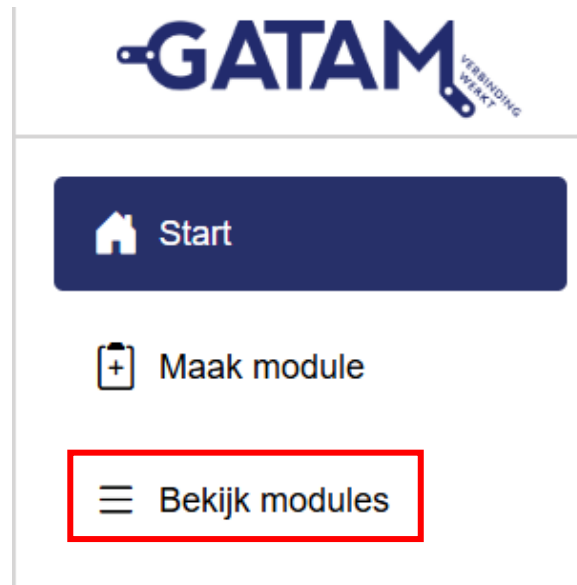 GATAM
VERBINDING
WERKT
Start
Maak module
Bekijk modules